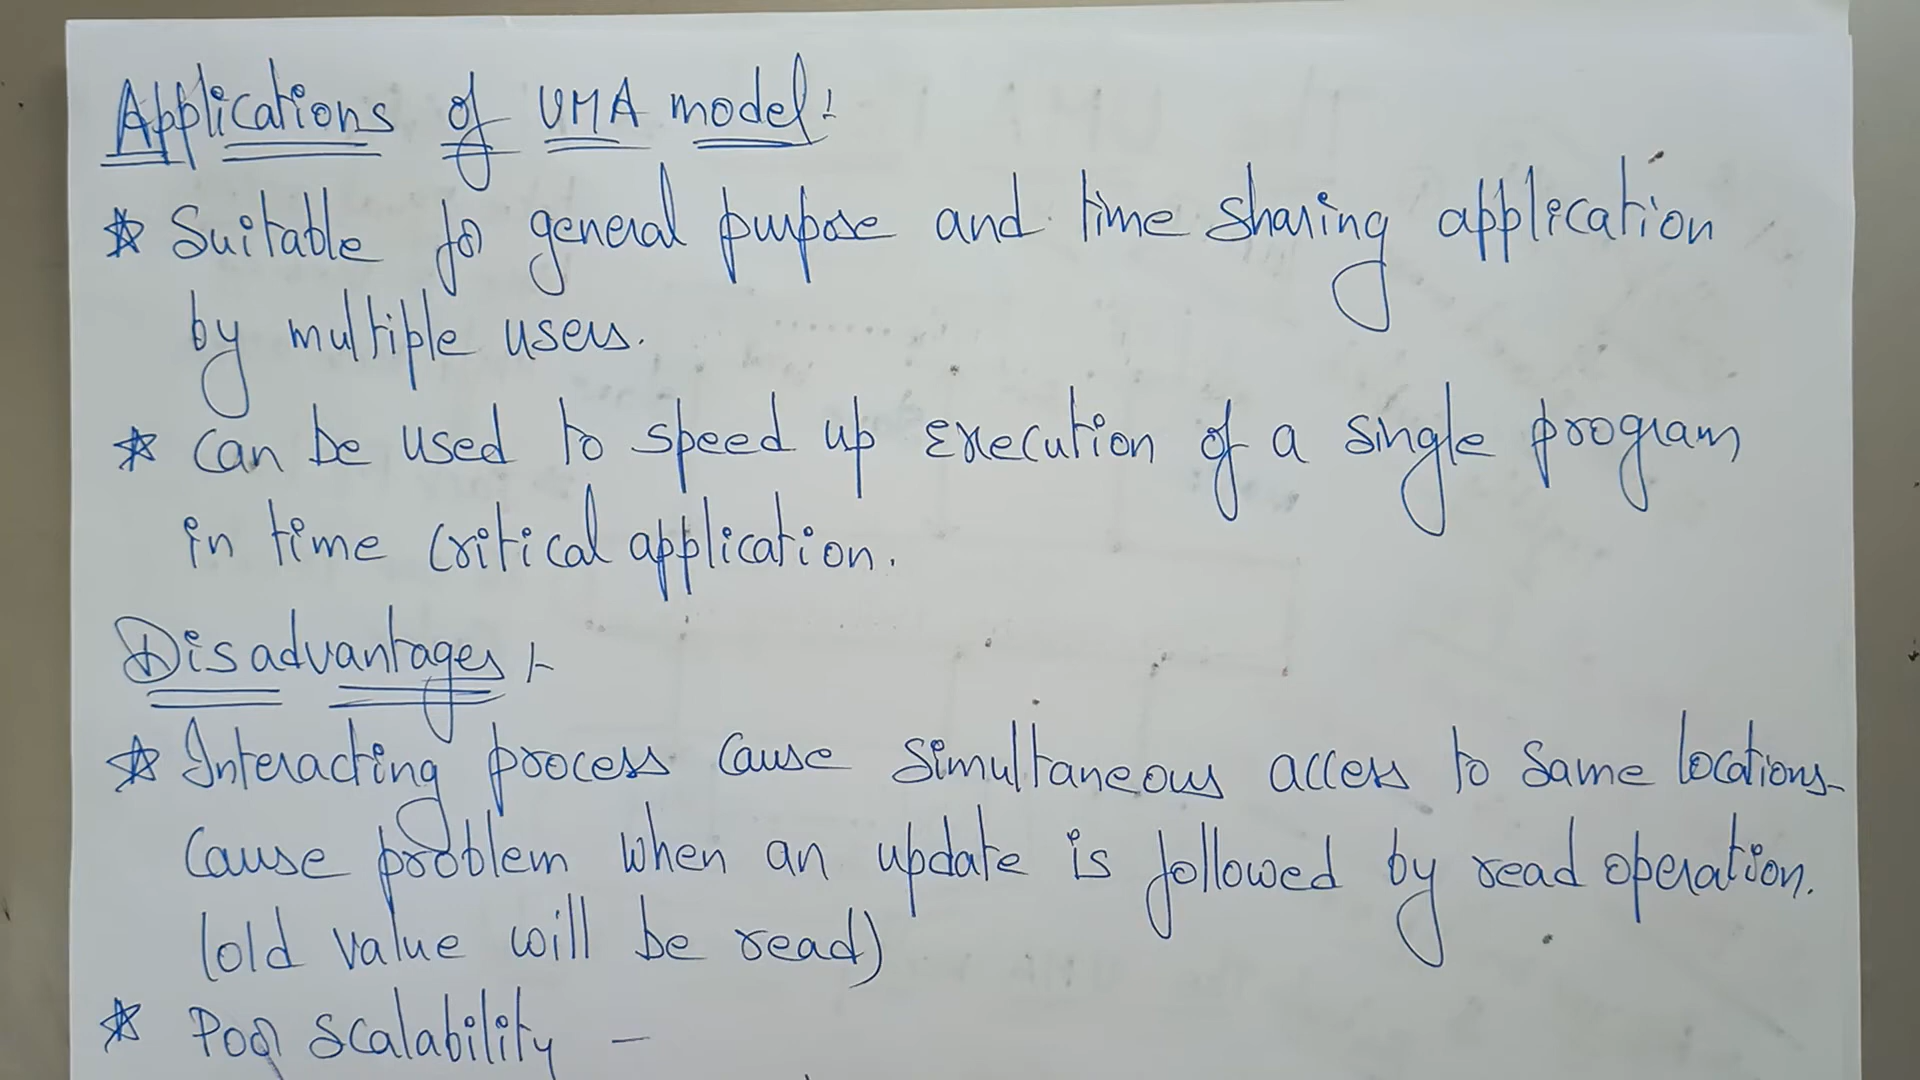 Applications of UMA model:
* Suitable for general purpose and time sharing application
by multiple users.
* Can be used to speed up execution of a single program
in time critical application.
Disadvantages :-
* Interacting process cause simultaneous access to same locations -
cause problem when an update is followed by read operation.
(old value will be read)
* Poor scalability -